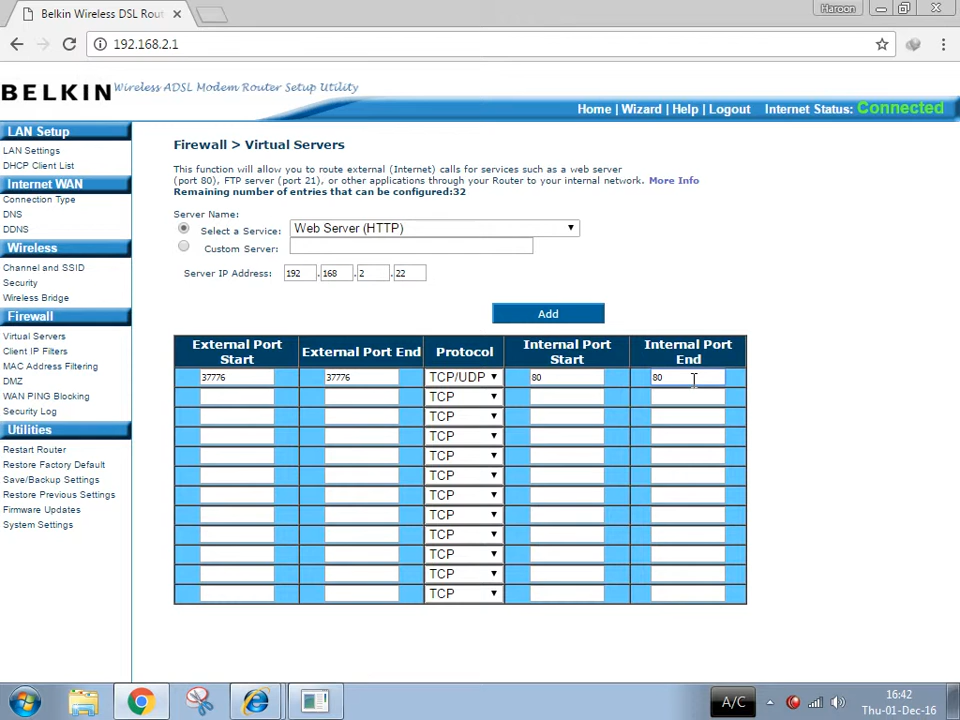 Belkin Wireless DSL Rout
Haroon
192.168.2.1
BELKIN Wireless ADSL Modem Router Setup Utility
Home | Wizard | Help | Logout Internet Status: Connected
LAN Setup
LAN Settings
DHCP Client List
Internet WAN
Connection Type
DNS
DDNS
Wireless
Channel and SSID
Security
Wireless Bridge
Firewall
Virtual Servers
Client IP Filters
MAC Address Filtering
DMZ
WAN PING Blocking
Security Log
Utilities
Restart Router
Restore Factory Default
Save/Backup Settings
Restore Previous Settings
Firmware Updates
System Settings
Firewall > Virtual Servers
This function will allow you to route external (Internet) calls for services such as a web server
(port 80), FTP server (port 21), or other applications through your Router to your internal network. More Info
Remaining number of entries that can be configured:32
Server Name:
Select a Service: Web Server (HTTP)
Custom Server:
Server IP Address: 192 .168 .2 .22
Add
External Port Start External Port End Protocol Internal Port Start Internal Port End
37776 37776 TCP/UDP 80 80
TCP
TCP
TCP
TCP
TCP
TCP
TCP
TCP
TCP
TCP
TCP
A/C
16:42
Thu-01-Dec-16